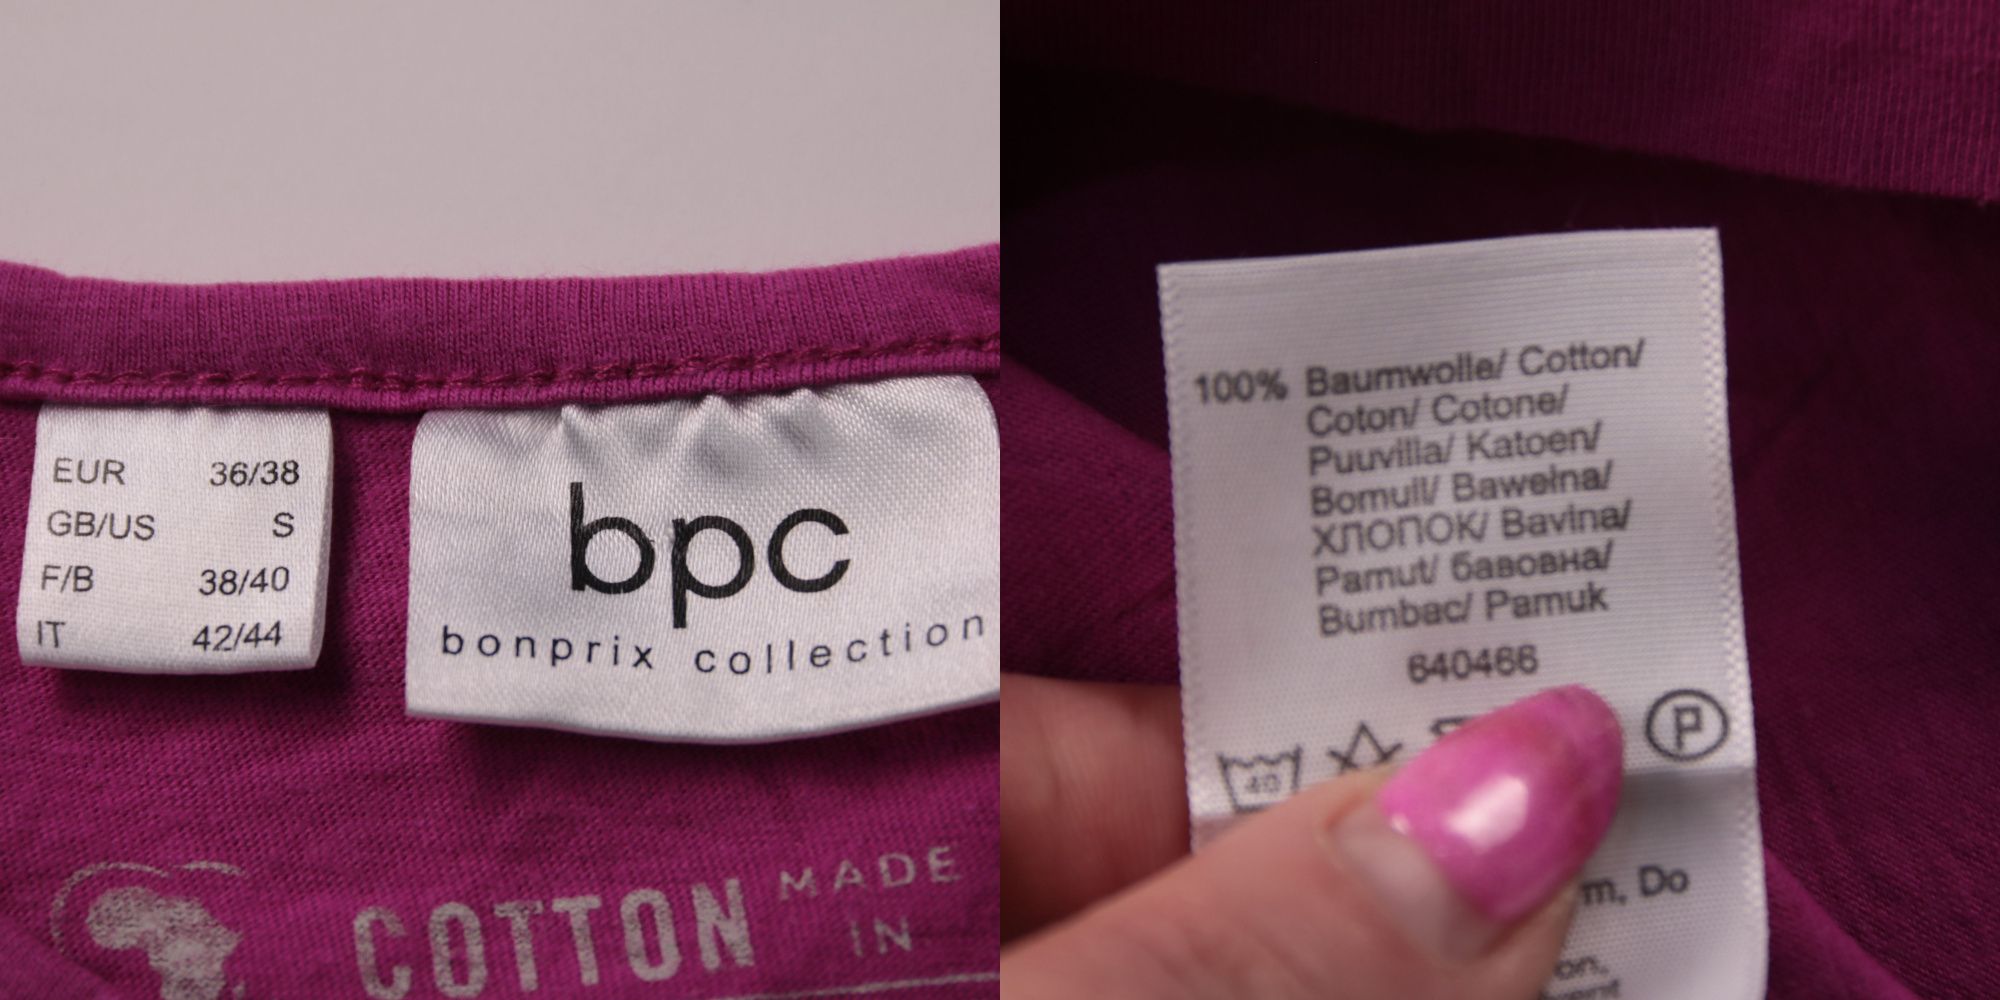 EUR 36/38
GB/US S
F/B 38/40
IT 42/44
bpc
bonprix collection
COTTON MADE
IN
100% Baumwolle/ Cotton/
Coton/ Cotone/
Puuvilla/ Katoen/
Bomull/ Bawełna/
ХЛОПОК/ Bavlna/
Pamut/ бавовна/
Bumbac/ Pamuk
640466
40
P
m, Do
on,